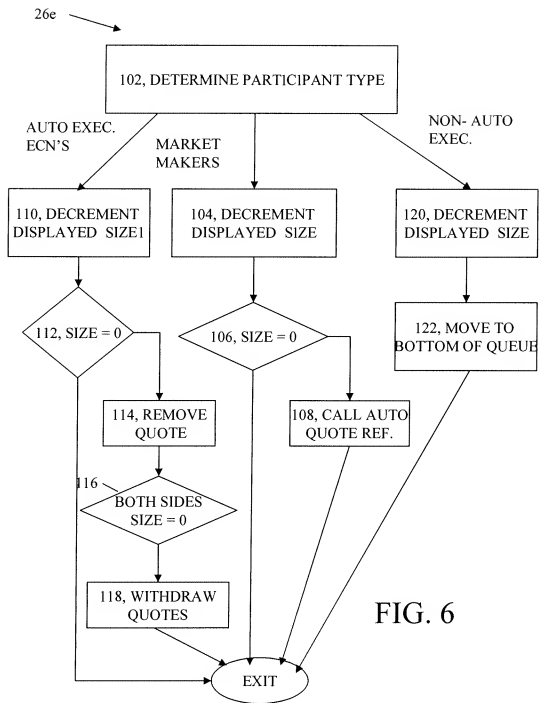 26e
102, DETERMINE PARTICIPANT TYPE
AUTO EXEC.
ECN'S
MARKET
MAKERS
NON- AUTO
EXEC.
110, DECREMENT
DISPLAYED SIZE1
104, DECREMENT
DISPLAYED SIZE
120, DECREMENT
DISPLAYED SIZE
112, SIZE = 0
106, SIZE = 0
122, MOVE TO
BOTTOM OF QUEUE
114, REMOVE
QUOTE
108, CALL AUTO
QUOTE REF.
116
BOTH SIDES
SIZE = 0
118, WITHDRAW
QUOTES
FIG. 6
EXIT